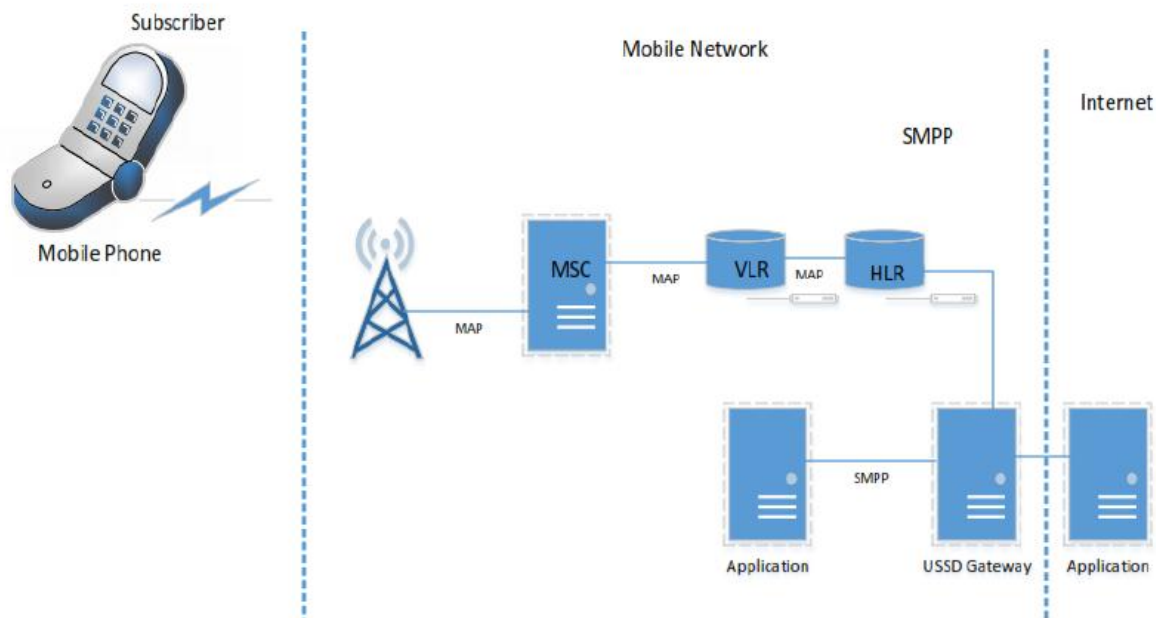 Subscriber
Mobile Network
Internet
SMPP
Mobile Phone
MSC
MAP
VLR
MAP
HLR
MAP
SMPP
Application
USSD Gateway
Application